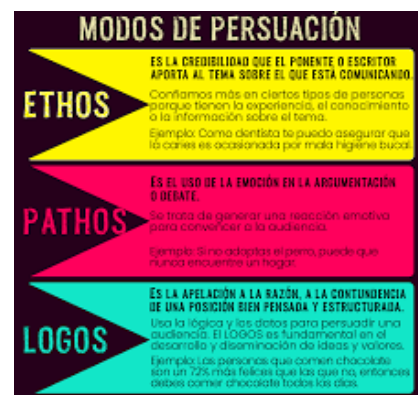 MODOS DE PERSUACIÓN
ETHOS
ES LA CREDIBILIDAD QUE EL PONENTE O ESCRITOR
APORTA AL TEMA SOBRE EL QUE ESTÁ COMUNICANDO.
Confiamos más en ciertos tipos de personas
porque tienen la experiencia, el conocimiento
o la información sobre el tema.
Ejemplo: Como dentista te puedo asegurar que
la caries es ocasionada por mala higiene bucal.
PATHOS
ES EL USO DE LA EMOCIÓN EN LA ARGUMENTACIÓN
O DEBATE.
Se trata de generar una reacción emotiva
para convencer a la audiencia.
Ejemplo: Si no adoptas el perro, puede que
nunca encuentre un hogar.
LOGOS
ES LA APELACIÓN A LA RAZÓN, A LA CONTUNDENCIA
DE UNA POSICIÓN BIEN PENSADA Y ESTRUCTURADA.
Usa la lógica y los datos para persuadir una
audiencia. El LOGOS es fundamental en el
desarrollo y diseminación de ideas y valores.
Ejemplo: Las personas que comen chocolate
son un 72% más felices que las que no, entonces
debes comer chocolate todos los días.